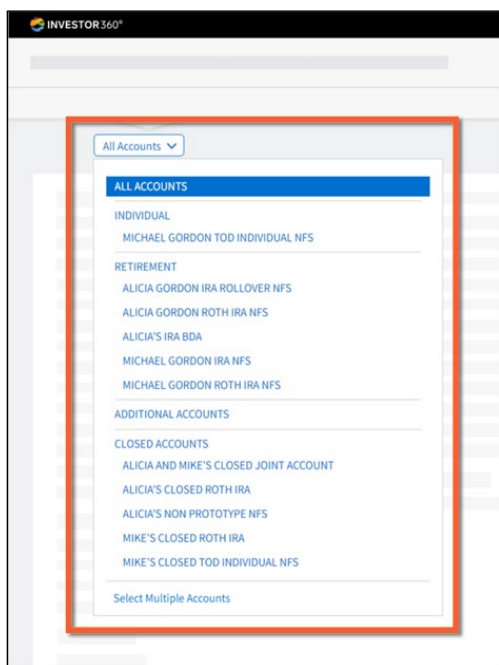 INVESTOR360°
All Accounts
ALL ACCOUNTS
INDIVIDUAL
MICHAEL GORDON TOD INDIVIDUAL NFS
RETIREMENT
ALICIA GORDON IRA ROLLOVER NFS
ALICIA GORDON ROTH IRA NFS
ALICIA'S IRA BDA
MICHAEL GORDON IRA NFS
MICHAEL GORDON ROTH IRA NFS
ADDITIONAL ACCOUNTS
CLOSED ACCOUNTS
ALICIA AND MIKE'S CLOSED JOINT ACCOUNT
ALICIA'S CLOSED ROTH IRA
ALICIA'S NON PROTOTYPE NFS
MIKE'S CLOSED ROTH IRA
MIKE'S CLOSED TOD INDIVIDUAL NFS
Select Multiple Accounts